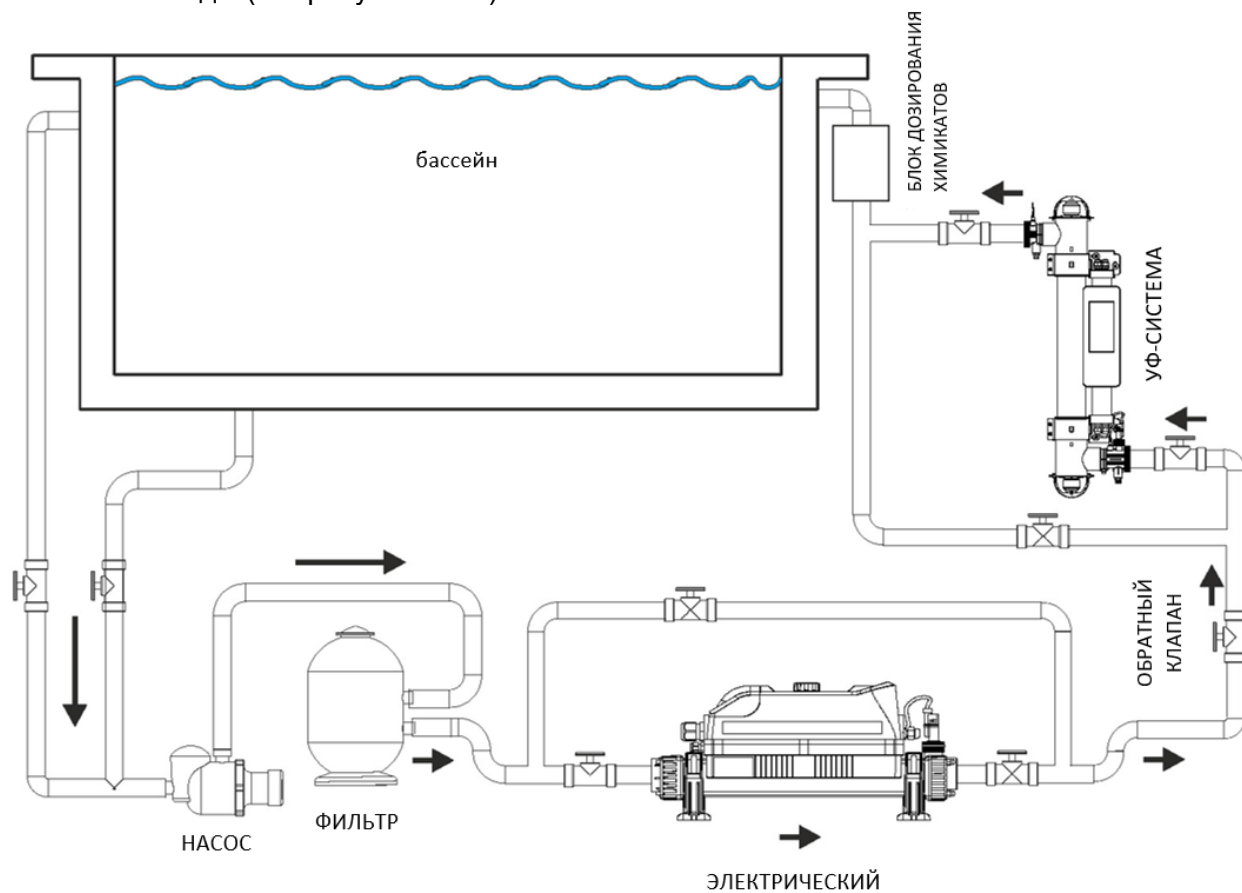 бассейн
БЛОК ДОЗИРОВАНИЯ
ХИМИКАТОВ
УФ-СИСТЕМА
ОБРАТНЫЙ
КЛАПАН
НАСОС
ФИЛЬТР
ЭЛЕКТРИЧЕСКИЙ